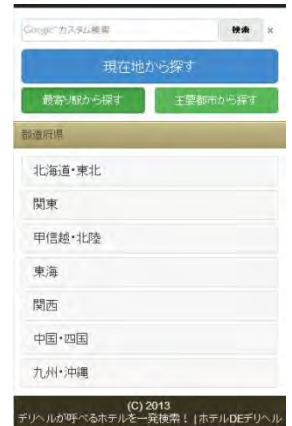 Google カスタム検索
検索
×
現在地から探す
最寄り駅から探す
主要都市から探す
都道府県
北海道・東北
関東
甲信越・北陸
東海
関西
中国・四国
九州・沖縄
(C) 2013
デリヘルが呼べるホテルを一発検索！ | ホテルDEデリヘル